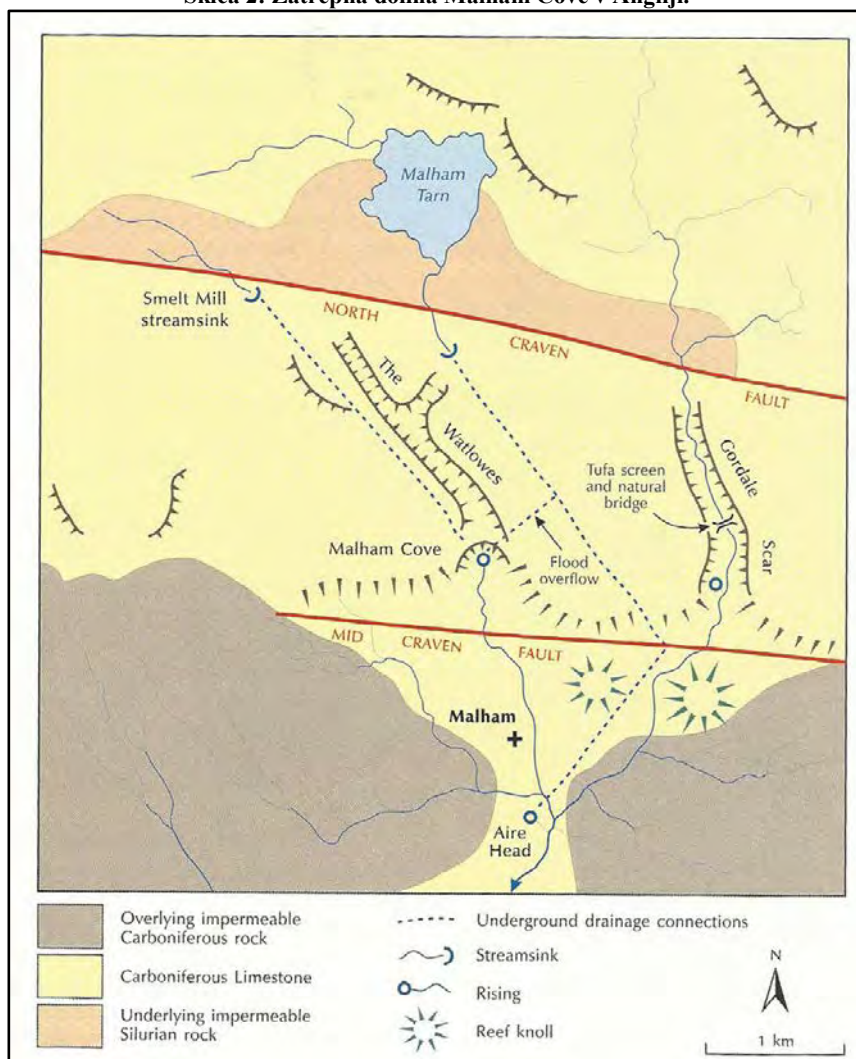 Skica 2: Zatrepna dolina Malham Cove v Angliji.
Malham
Tarn
Smelt Mill
streamsink
NORTH
CRAVEN
FAULT
The
Watlowes
Gordale
Scar
Tufa screen
and natural
bridge
Malham Cove
Flood
overflow
MID
CRAVEN
FAULT
Malham
Aire
Head
Overlying impermeable
Carboniferous rock
Carboniferous Limestone
Underlying impermeable
Silurian rock
Underground drainage connections
Streamsink
Rising
Reef knoll
N
1 km